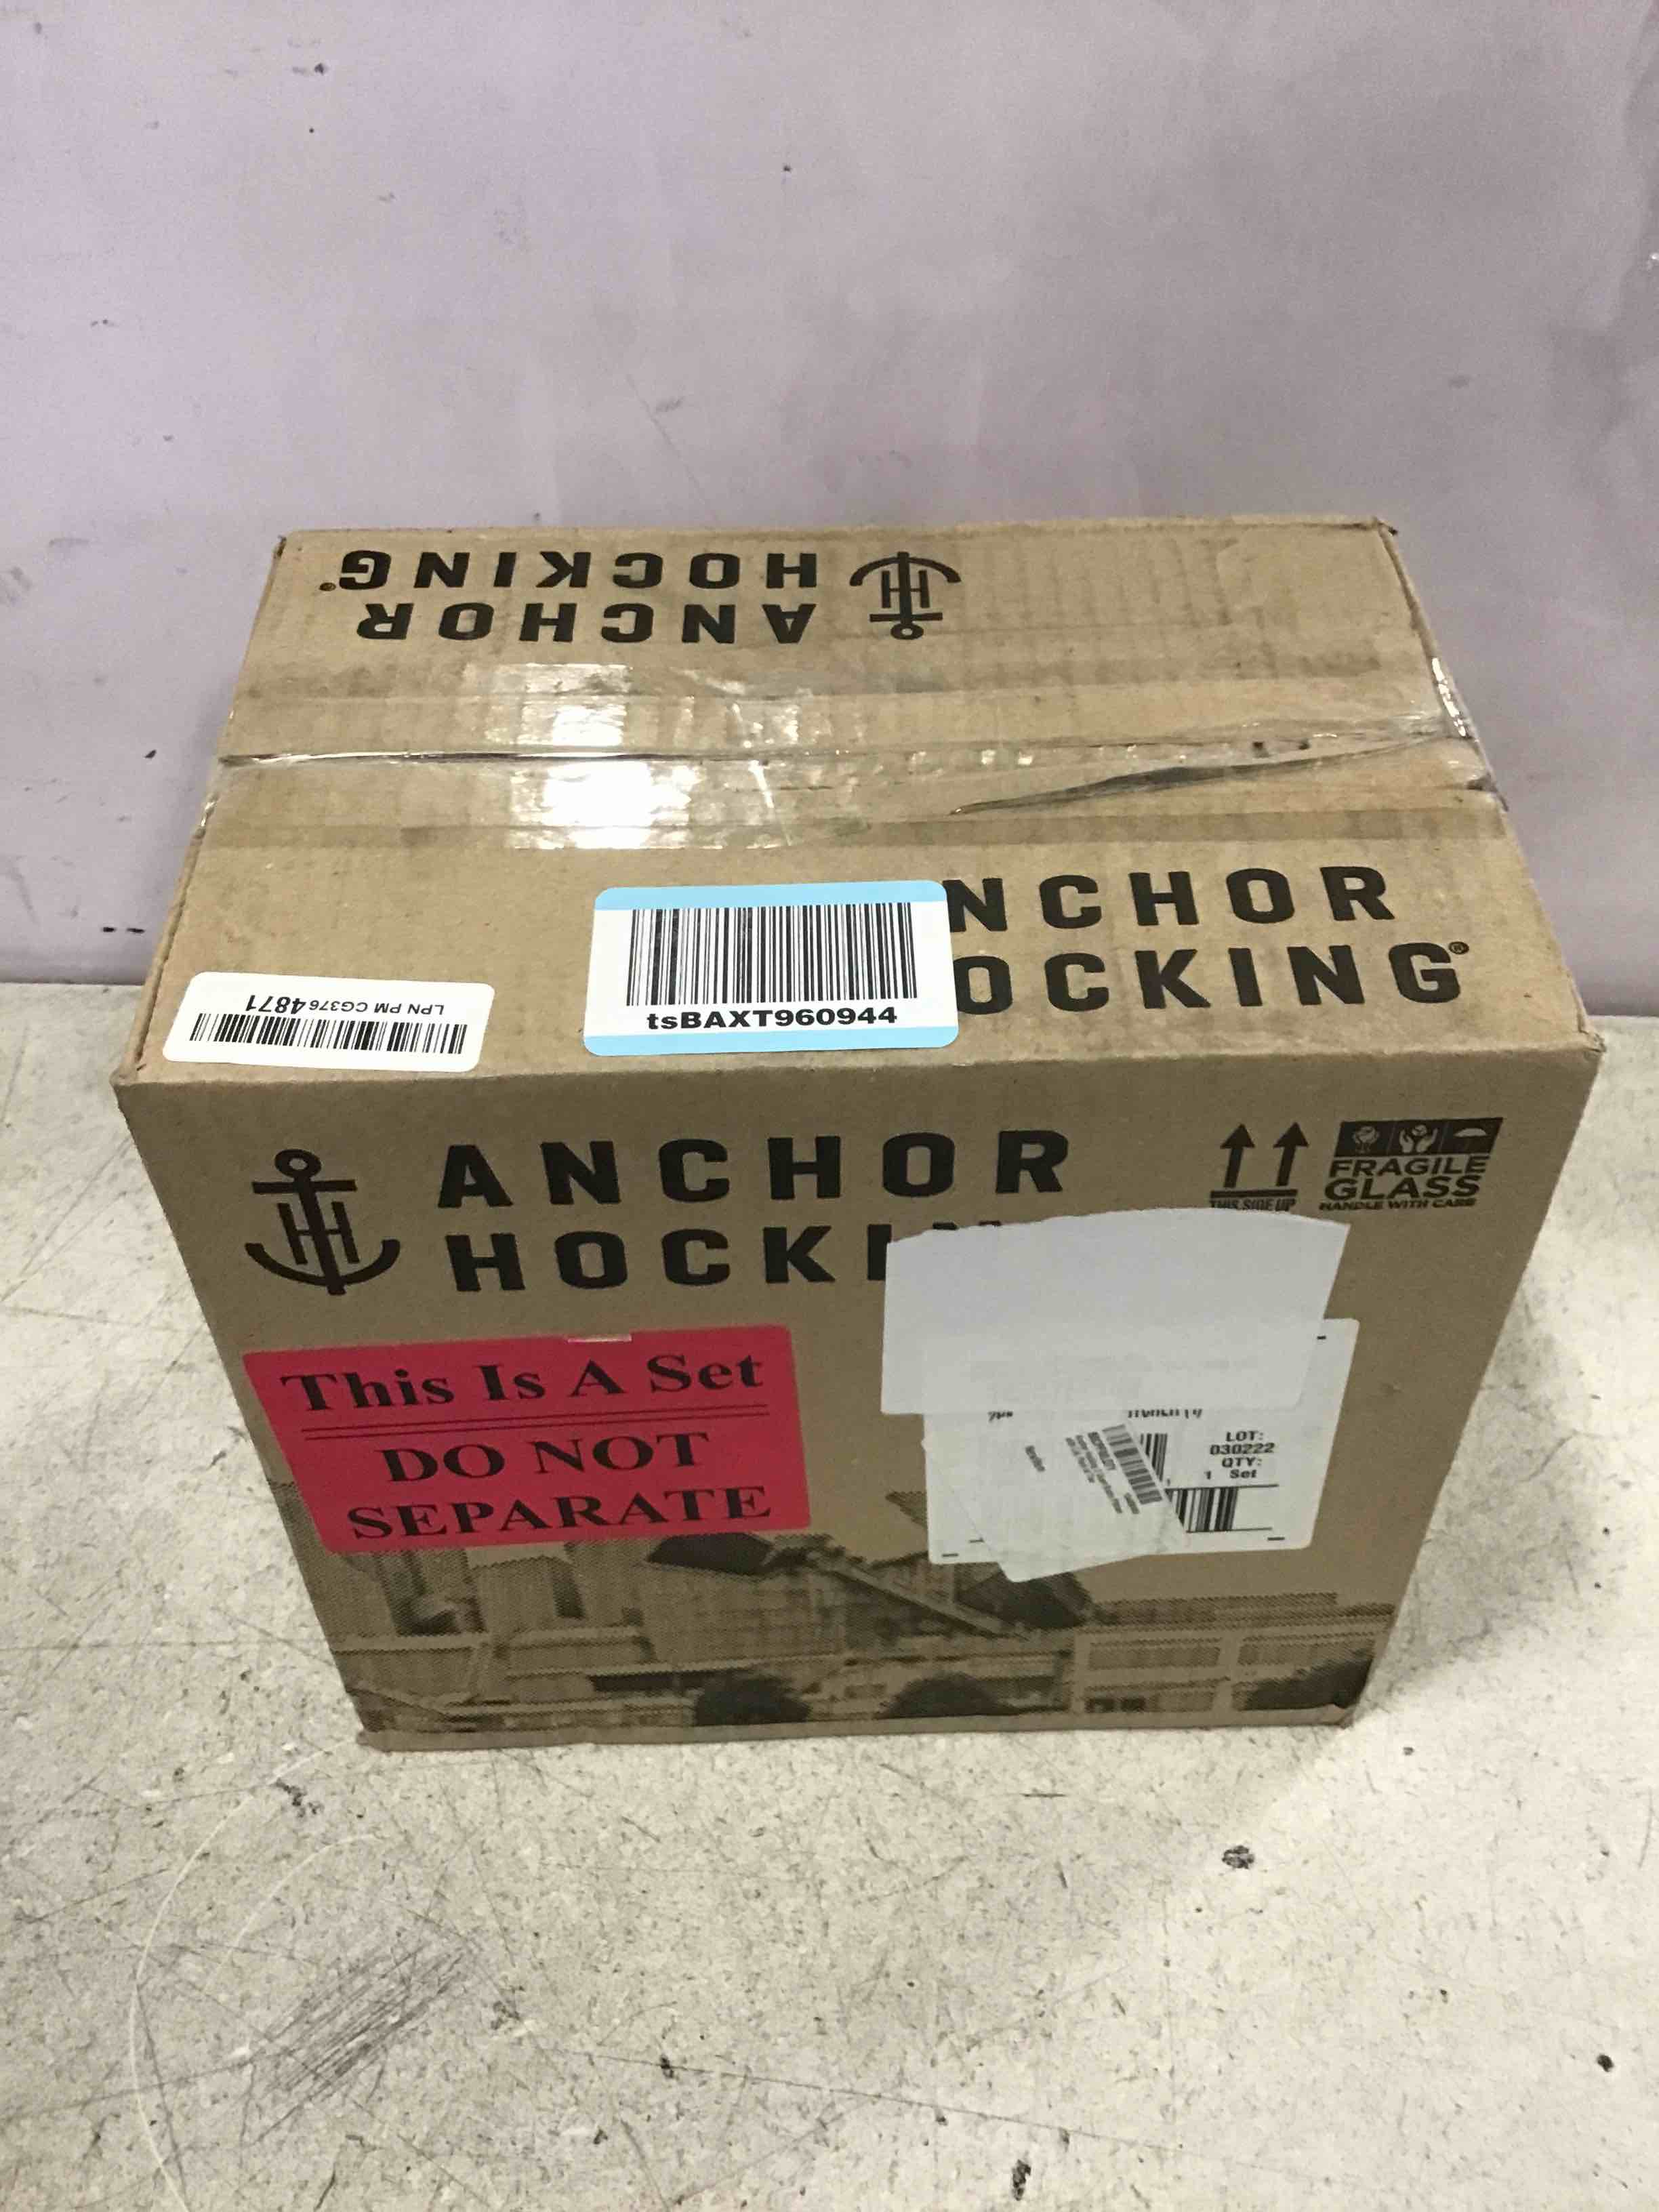 ANCHOR
HOCKING®
NCHOR
OCKING®
LPN PM CG3764871
tsBAXT960944
ANCHOR
HOCKI
THIS SIDE UP
FRAGILE
GLASS
HANDLE WITH CARE
This Is A Set
DO NOT
SEPARATE
LOT:
030222
QTY:
1 Set